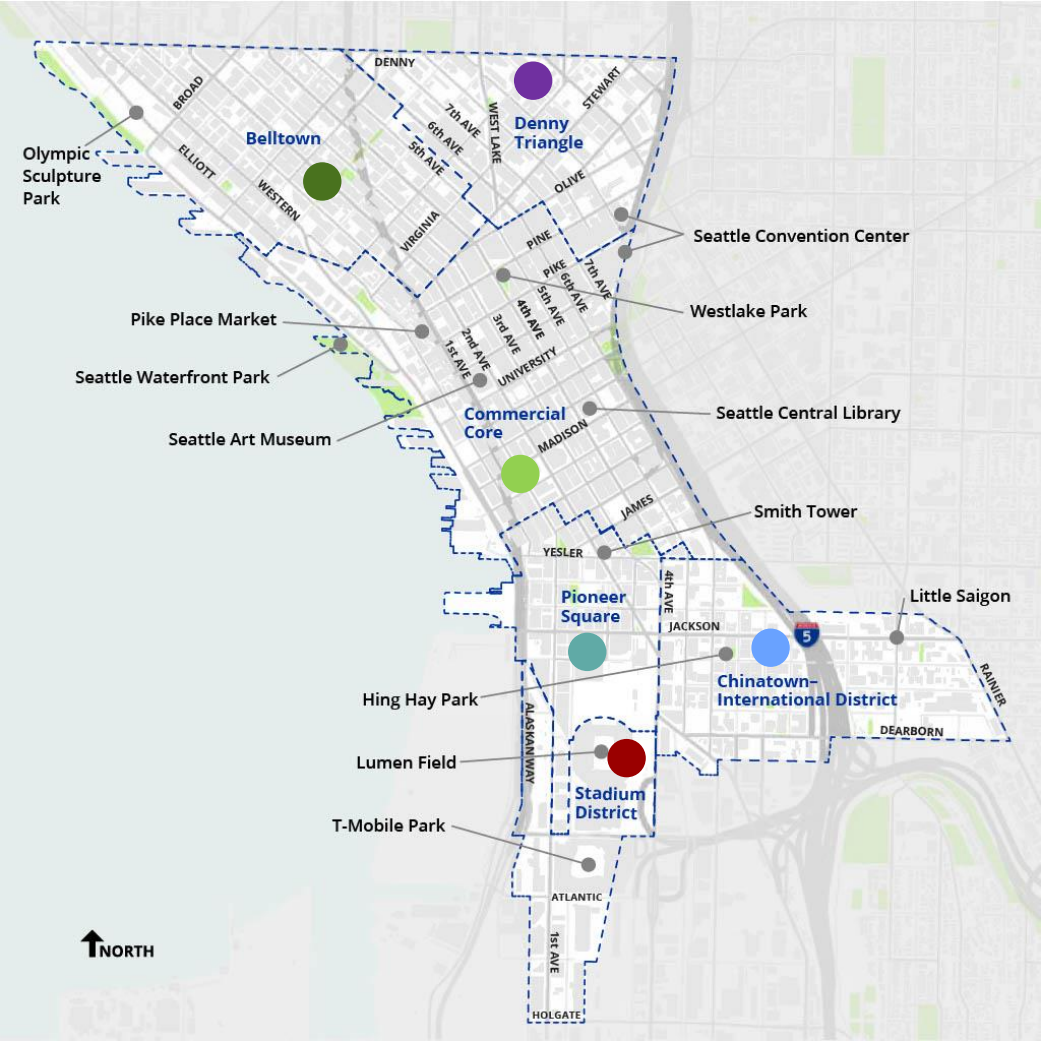 DENNY
STEWART
BROAD
7th AVE
WEST LAKE
6th AVE
5th AVE
Denny
Triangle
Belltown
Olympic
Sculpture
Park
ELLIOTT
WESTERN
OLIVE
VIRGINIA
PINE
Seattle Convention Center
PIKE
7th AVE
6th AVE
5th AVE
4th AVE
3rd AVE
2nd AVE
1st AVE
Westlake Park
Pike Place Market
UNIVERSITY
Seattle Waterfront Park
Commercial
Core
Seattle Central Library
Seattle Art Museum
MADISON
JAMES
Smith Tower
YESLER
4th AVE
Pioneer
Square
Little Saigon
JACKSON
5
Hing Hay Park
Chinatown–
International District
RAINIER
ALASKAN WAY
DEARBORN
Lumen Field
Stadium
District
T-Mobile Park
ATLANTIC
1st AVE
NORTH
HOLGATE